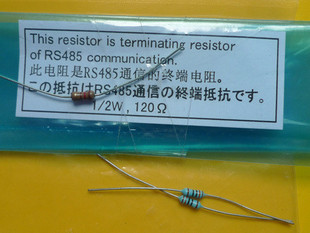 This resistor is terminating resistor
of RS485 communication.
此电阻是RS485通信的终端电阻。
この抵抗はRS485通信の終端抵抗です。
1/2W, 120Ω